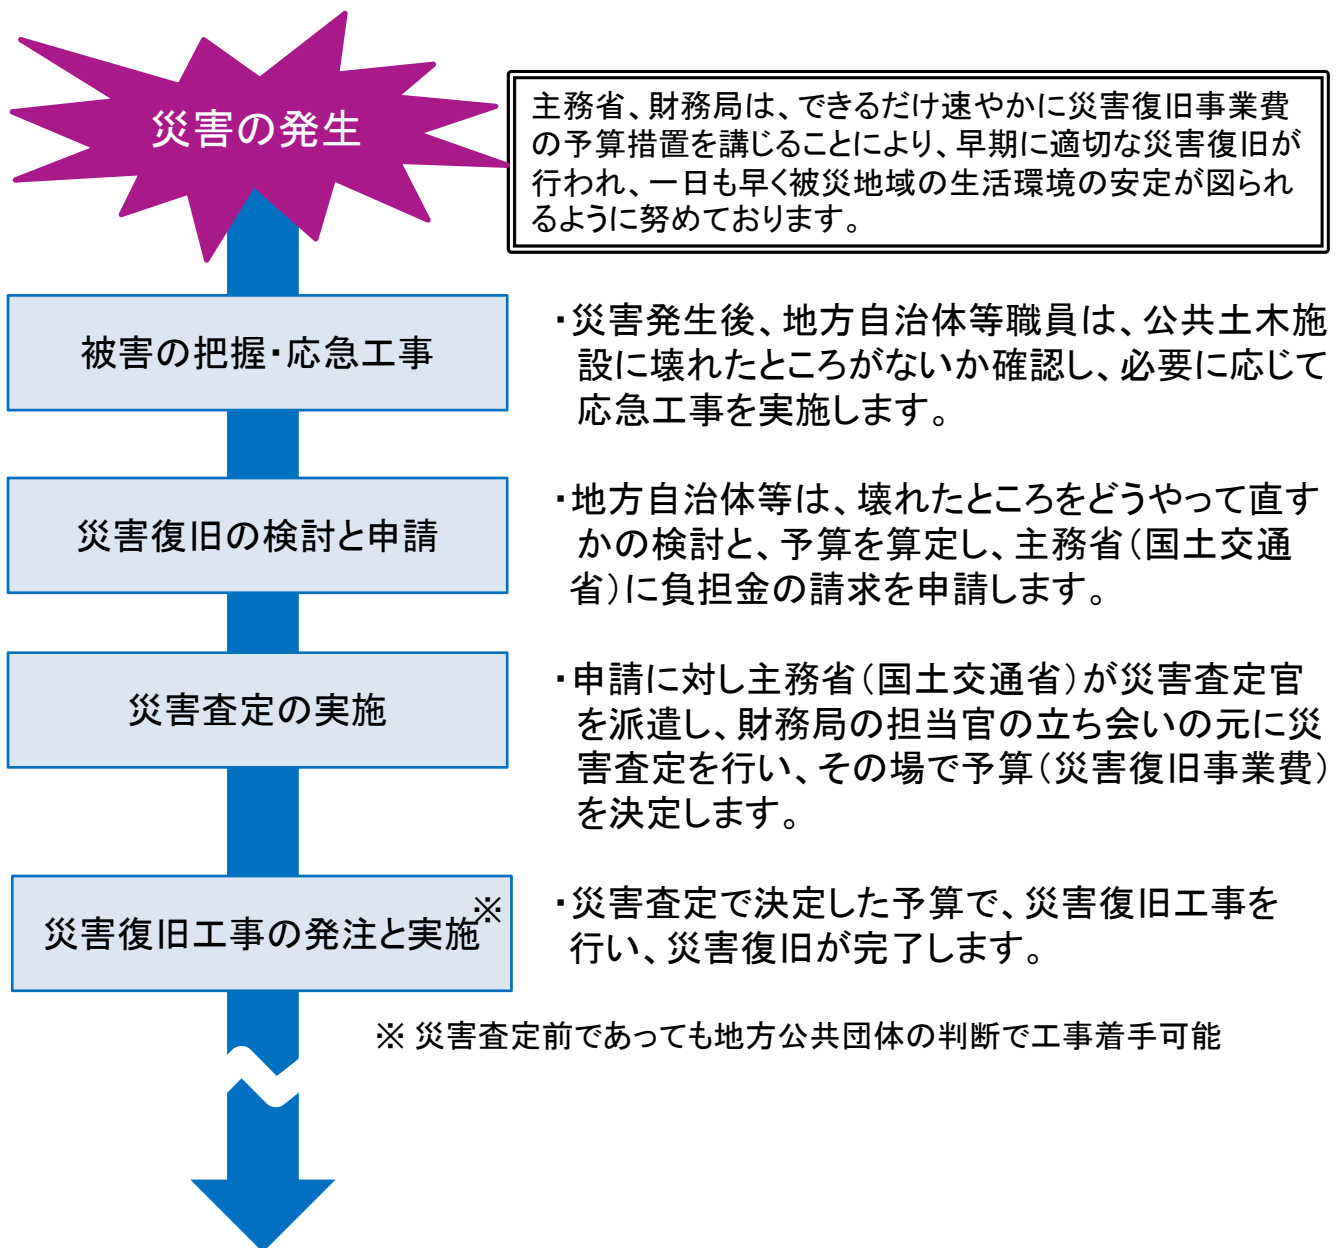 災害の発生
主務省、財務局は、できるだけ速やかに災害復旧事業費
の予算措置を講じることにより、早期に適切な災害復旧が
行われ、一日も早く被災地域の生活環境の安定が図られ
るように努めております。
被害の把握・応急工事
・災害発生後、地方自治体等職員は、公共土木施
設に壊れたところがないか確認し、必要に応じて
応急工事を実施します。
災害復旧の検討と申請
・地方自治体等は、壊れたところをどうやって直す
かの検討と、予算を算定し、主務省（国土交通
省）に負担金の請求を申請します。
災害査定の実施
・申請に対し主務省（国土交通省）が災害査定官
を派遣し、財務局の担当官の立ち会いの元に災
害査定を行い、その場で予算（災害復旧事業費）
を決定します。
災害復旧工事の発注と実施※
・災害査定で決定した予算で、災害復旧工事を
行い、災害復旧が完了します。
※ 災害査定前であっても地方公共団体の判断で工事着手可能